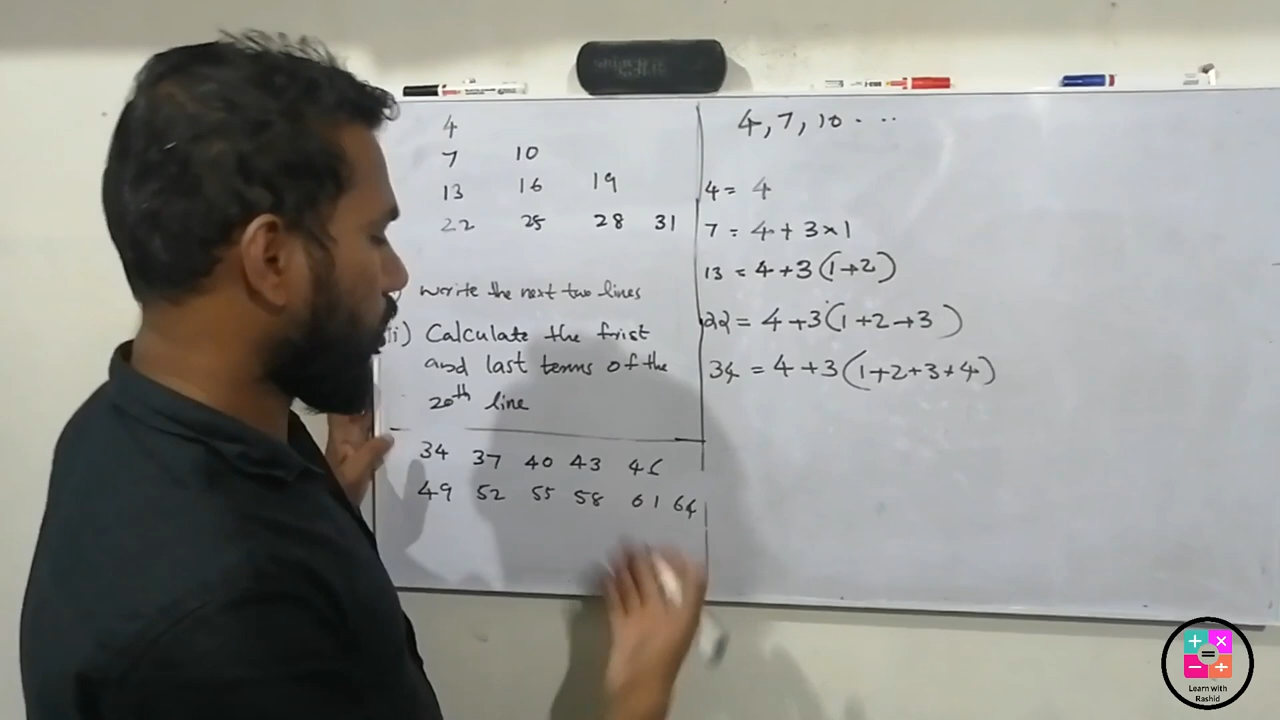 4
7 10
13 16 19
22 25 28 31
) Write the next two lines
ii) Calculate the frist
and last terms of the
20th line
34 37 40 43 46
49 52 55 58 61 64
4, 7, 10 . . .
4 = 4
7 = 4 + 3 × 1
13 = 4 + 3 (1+2)
22 = 4 + 3 (1+2+3)
34 = 4 + 3 (1+2+3+4)
+ ×
=
− +
Learn with
Rashid